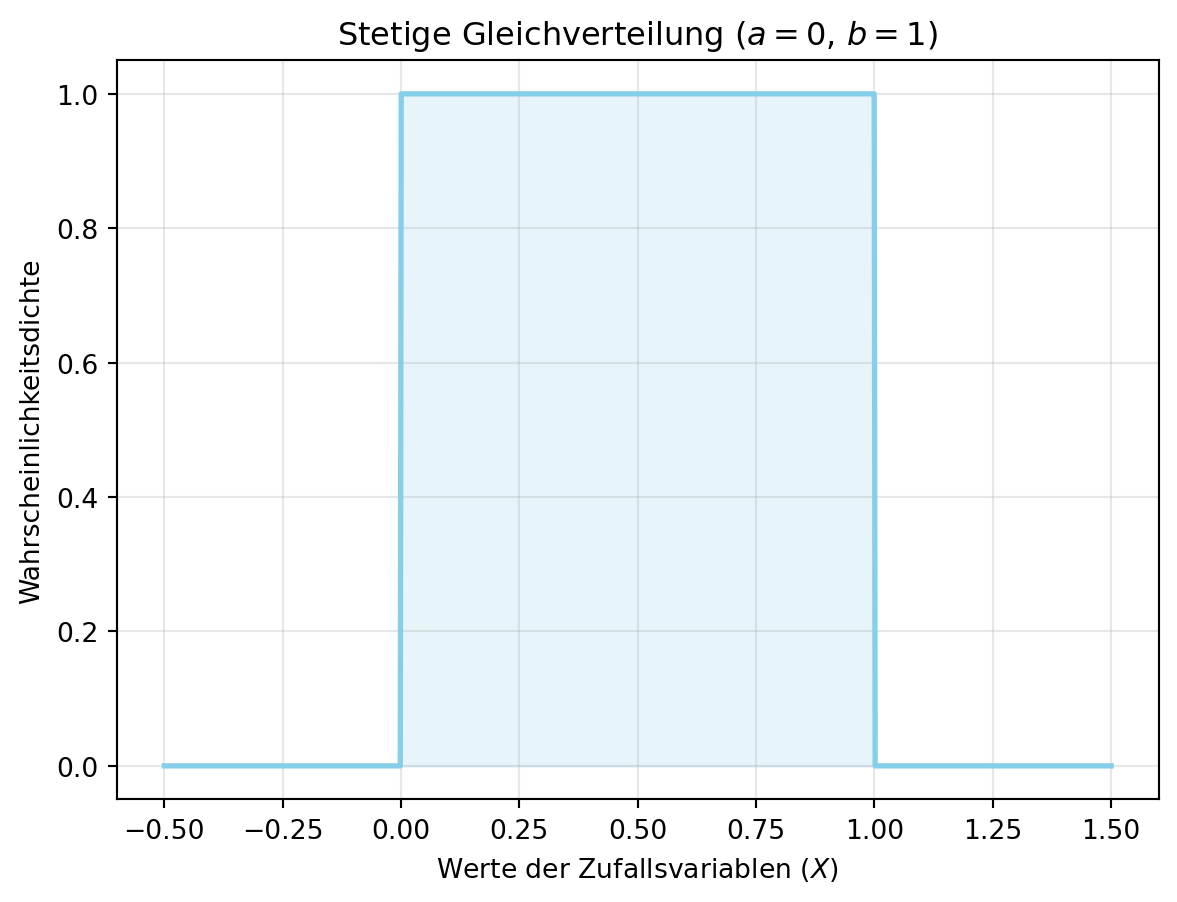 Stetige Gleichverteilung (a = 0, b = 1)
Wahrscheinlichkeitsdichte
1.0
0.8
0.6
0.4
0.2
0.0
−0.50 −0.25 0.00 0.25 0.50 0.75 1.00 1.25 1.50
Werte der Zufallsvariablen (X)